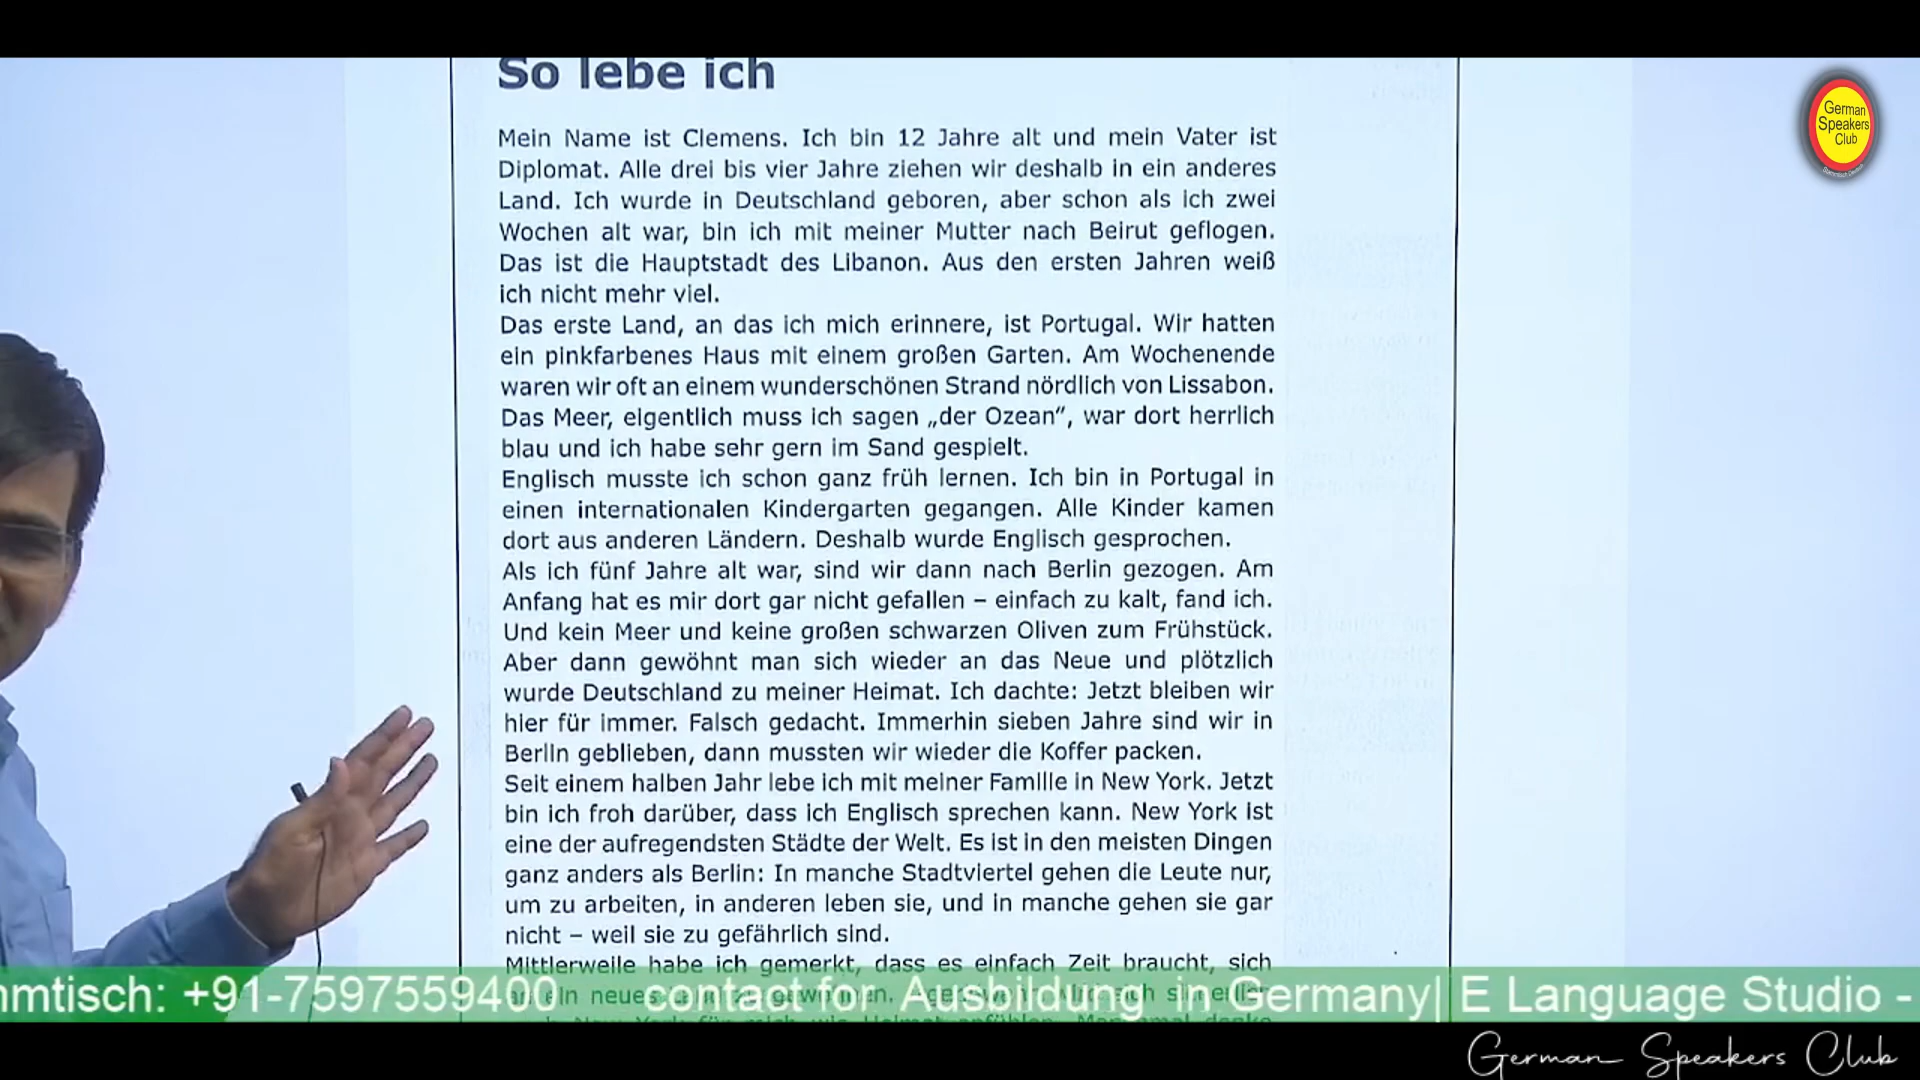 So lebe ich
German
Speakers
Club
Mein Name ist Clemens. Ich bin 12 Jahre alt und mein Vater ist
Diplomat. Alle drei bis vier Jahre ziehen wir deshalb in ein anderes
Land. Ich wurde in Deutschland geboren, aber schon als ich zwei
Wochen alt war, bin ich mit meiner Mutter nach Beirut geflogen.
Das ist die Hauptstadt des Libanon. Aus den ersten Jahren weiß
ich nicht mehr viel.
Das erste Land, an das ich mich erinnere, ist Portugal. Wir hatten
ein pinkfarbenes Haus mit einem großen Garten. Am Wochenende
waren wir oft an einem wunderschönen Strand nördlich von Lissabon.
Das Meer, eigentlich muss ich sagen „der Ozean“, war dort herrlich
blau und ich habe sehr gern im Sand gespielt.
Englisch musste ich schon ganz früh lernen. Ich bin in Portugal in
einen internationalen Kindergarten gegangen. Alle Kinder kamen
dort aus anderen Ländern. Deshalb wurde Englisch gesprochen.
Als ich fünf Jahre alt war, sind wir dann nach Berlin gezogen. Am
Anfang hat es mir dort gar nicht gefallen – einfach zu kalt, fand ich.
Und kein Meer und keine großen schwarzen Oliven zum Frühstück.
Aber dann gewöhnt man sich wieder an das Neue und plötzlich
wurde Deutschland zu meiner Heimat. Ich dachte: Jetzt bleiben wir
hier für immer. Falsch gedacht. Immerhin sieben Jahre sind wir in
Berlin geblieben, dann mussten wir wieder die Koffer packen.
Seit einem halben Jahr lebe ich mit meiner Familie in New York. Jetzt
bin ich froh darüber, dass ich Englisch sprechen kann. New York ist
eine der aufregendsten Städte der Welt. Es ist in den meisten Dingen
ganz anders als Berlin: In manche Stadtviertel gehen die Leute nur,
um zu arbeiten, in anderen leben sie, und in manche gehen sie gar
nicht – weil sie zu gefährlich sind.
Mittlerweile habe ich gemerkt, dass es einfach Zeit braucht, sich
mmtisch: +91-7597559400 contact for Ausbildung in Germany| E Language Studio -
German Speakers Club